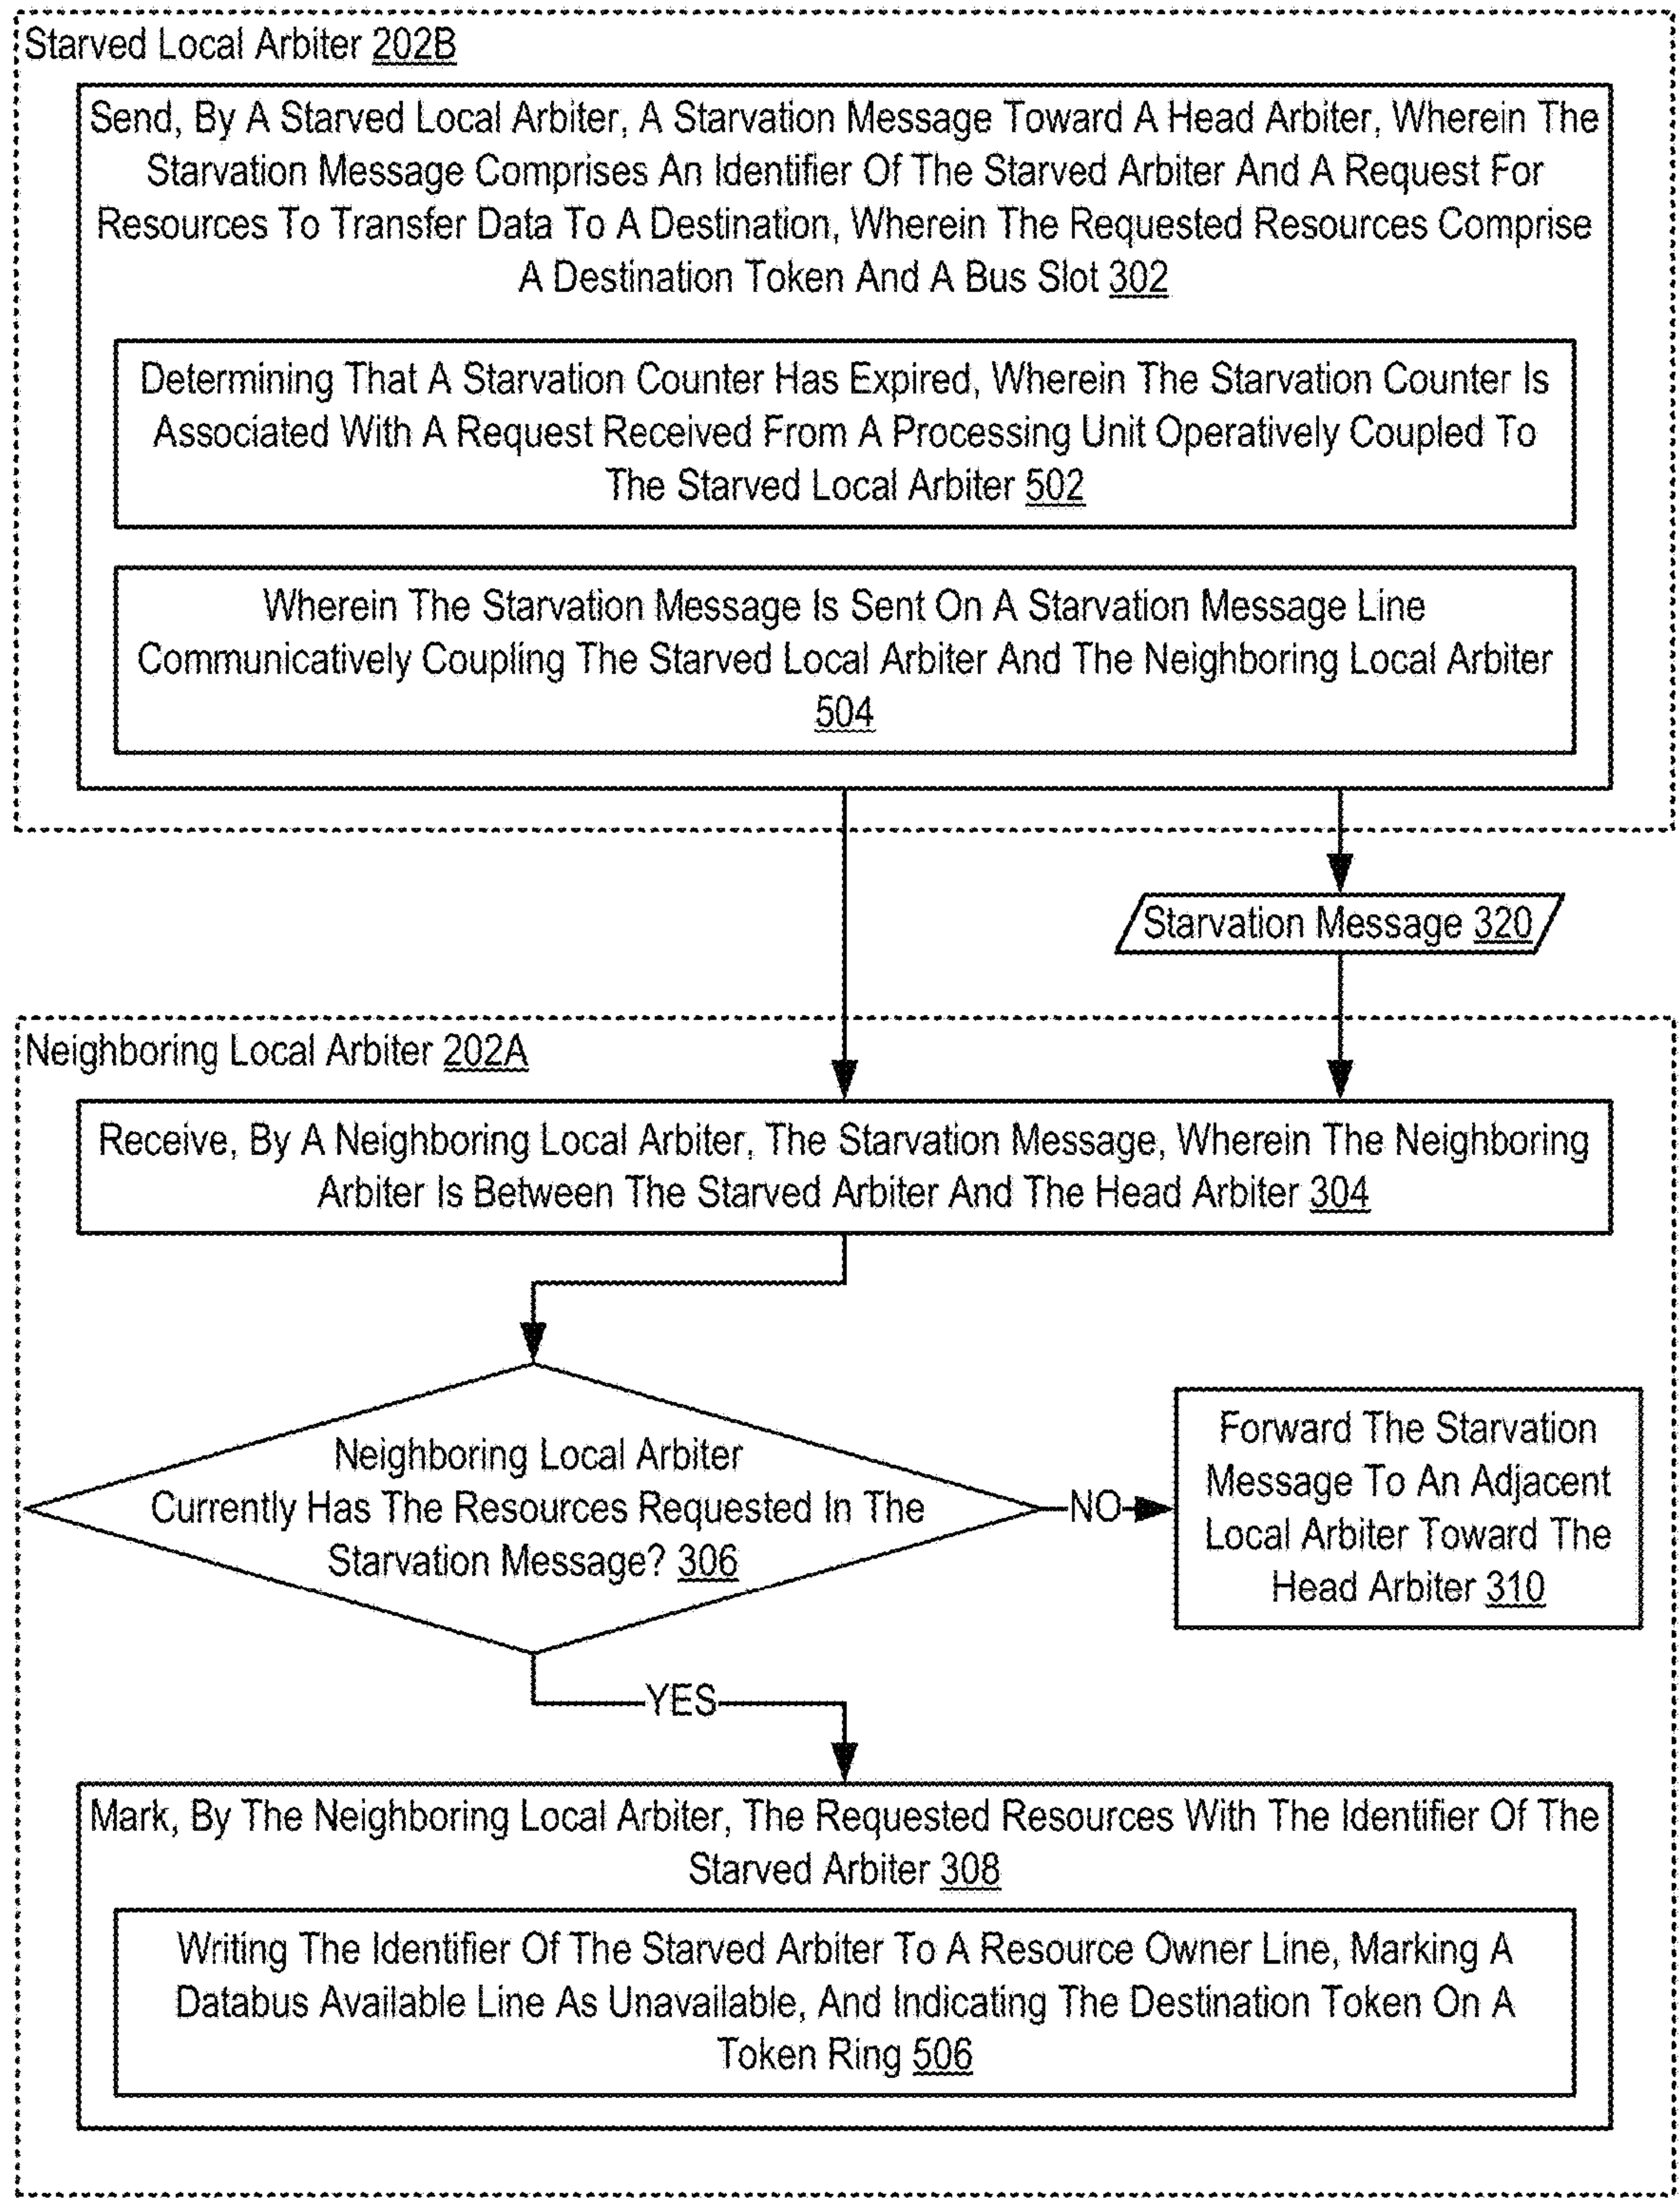 Starved Local Arbiter 202B
Send, By A Starved Local Arbiter, A Starvation Message Toward A Head Arbiter, Wherein The
Starvation Message Comprises An Identifier Of The Starved Arbiter And A Request For
Resources To Transfer Data To A Destination, Wherein The Requested Resources Comprise
A Destination Token And A Bus Slot 302
Determining That A Starvation Counter Has Expired, Wherein The Starvation Counter Is
Associated With A Request Received From A Processing Unit Operatively Coupled To
The Starved Local Arbiter 502
Wherein The Starvation Message Is Sent On A Starvation Message Line
Communicatively Coupling The Starved Local Arbiter And The Neighboring Local Arbiter
504
Starvation Message 320
Neighboring Local Arbiter 202A
Receive, By A Neighboring Local Arbiter, The Starvation Message, Wherein The Neighboring
Arbiter Is Between The Starved Arbiter And The Head Arbiter 304
Neighboring Local Arbiter
Currently Has The Resources Requested In The
Starvation Message? 306
NO
Forward The Starvation
Message To An Adjacent
Local Arbiter Toward The
Head Arbiter 310
YES
Mark, By The Neighboring Local Arbiter, The Requested Resources With The Identifier Of The
Starved Arbiter 308
Writing The Identifier Of The Starved Arbiter To A Resource Owner Line, Marking A
Databus Available Line As Unavailable, And Indicating The Destination Token On A
Token Ring 506